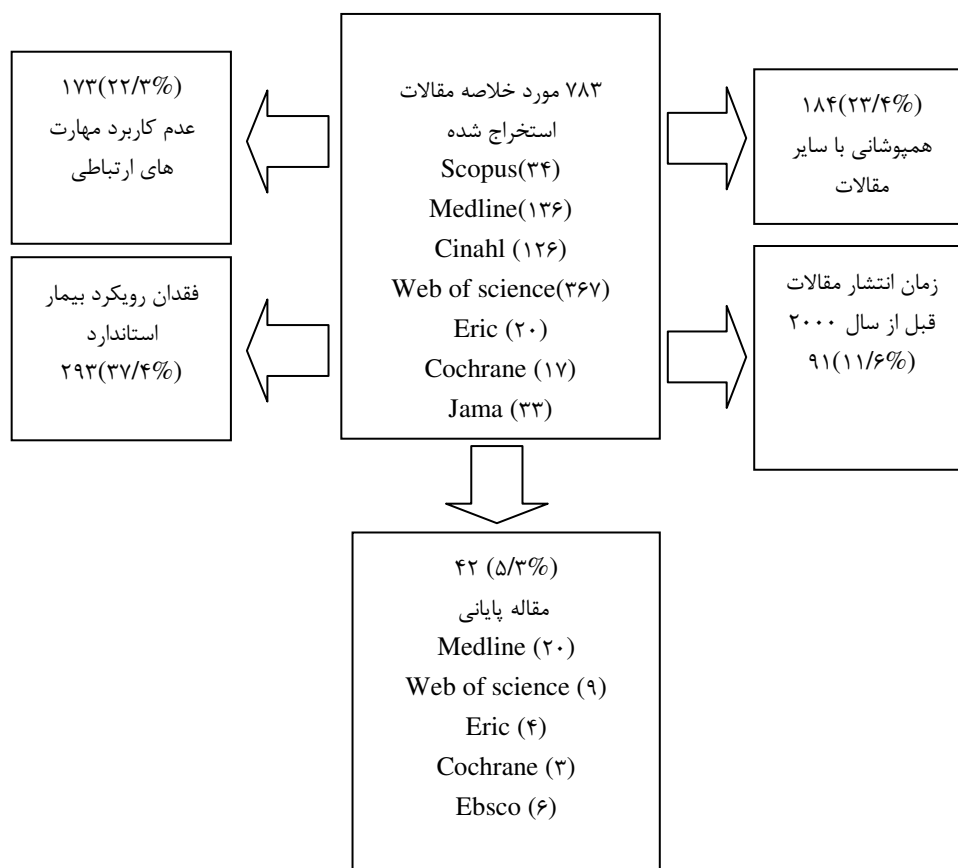 ۷۸۳ مورد خلاصه مقالات
استخراج شده
Scopus(۳۴)
Medline(۱۳۶)
Cinahl (۱۲۶)
Web of science(۳۶۷)
Eric (۲۰)
Cochrane (۱۷)
Jama (۳۳)
۱۸۴(۲۳/۴%)
همپوشانی با سایر
مقالات
زمان انتشار مقالات
قبل از سال ۲۰۰۰
۹۱(۱۱/۶%)
۱۷۳(۲۲/۳%)
عدم کاربرد مهارت
های ارتباطی
فقدان رویکرد بیمار
استاندارد
۲۹۳(۳۷/۴%)
۴۲ (۵/۳%)
مقاله پایانی
Medline (۲۰)
Web of science (۹)
Eric (۴)
Cochrane (۳)
Ebsco (۶)